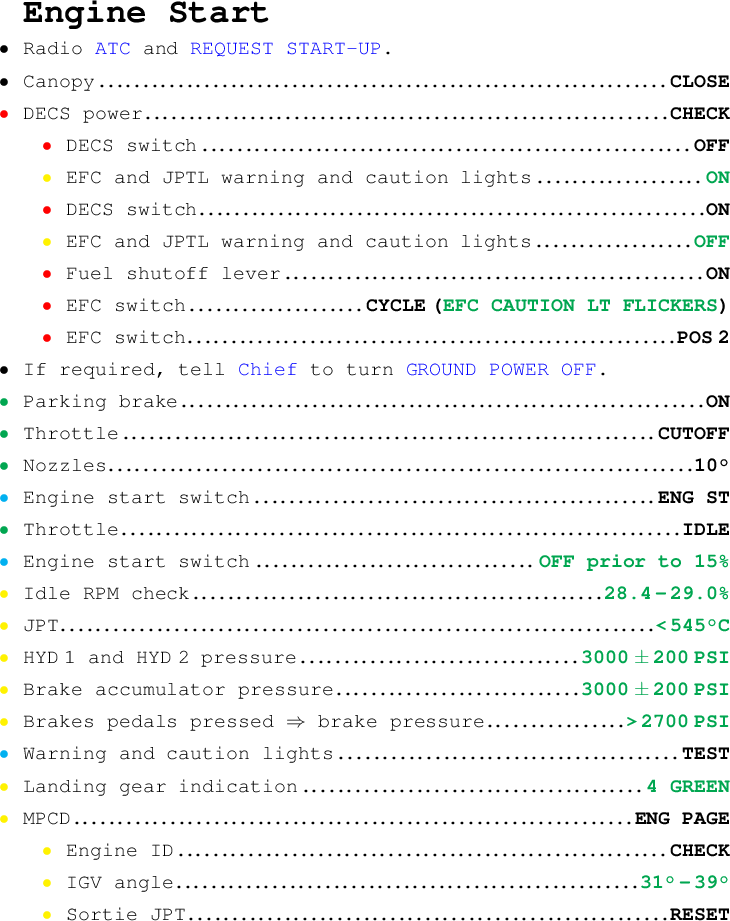 Engine Start
• Radio ATC and REQUEST START-UP.
• Canopy ... CLOSE
• DECS power ... CHECK
• DECS switch ... OFF
• EFC and JPTL warning and caution lights ... ON
• DECS switch ... ON
• EFC and JPTL warning and caution lights ... OFF
• Fuel shutoff lever ... ON
• EFC switch ... CYCLE (EFC CAUTION LT FLICKERS)
• EFC switch ... POS 2
• If required, tell Chief to turn GROUND POWER OFF.
• Parking brake ... ON
• Throttle ... CUTOFF
• Nozzles ... 10°
• Engine start switch ... ENG ST
• Throttle ... IDLE
• Engine start switch ... OFF prior to 15%
• Idle RPM check ... 28.4–29.0%
• JPT ... <545°C
• HYD 1 and HYD 2 pressure ... 3000 ± 200 PSI
• Brake accumulator pressure ... 3000 ± 200 PSI
• Brakes pedals pressed ⇒ brake pressure ... >2700 PSI
• Warning and caution lights ... TEST
• Landing gear indication ... 4 GREEN
• MPCD ... ENG PAGE
• Engine ID ... CHECK
• IGV angle ... 31°–39°
• Sortie JPT ... RESET